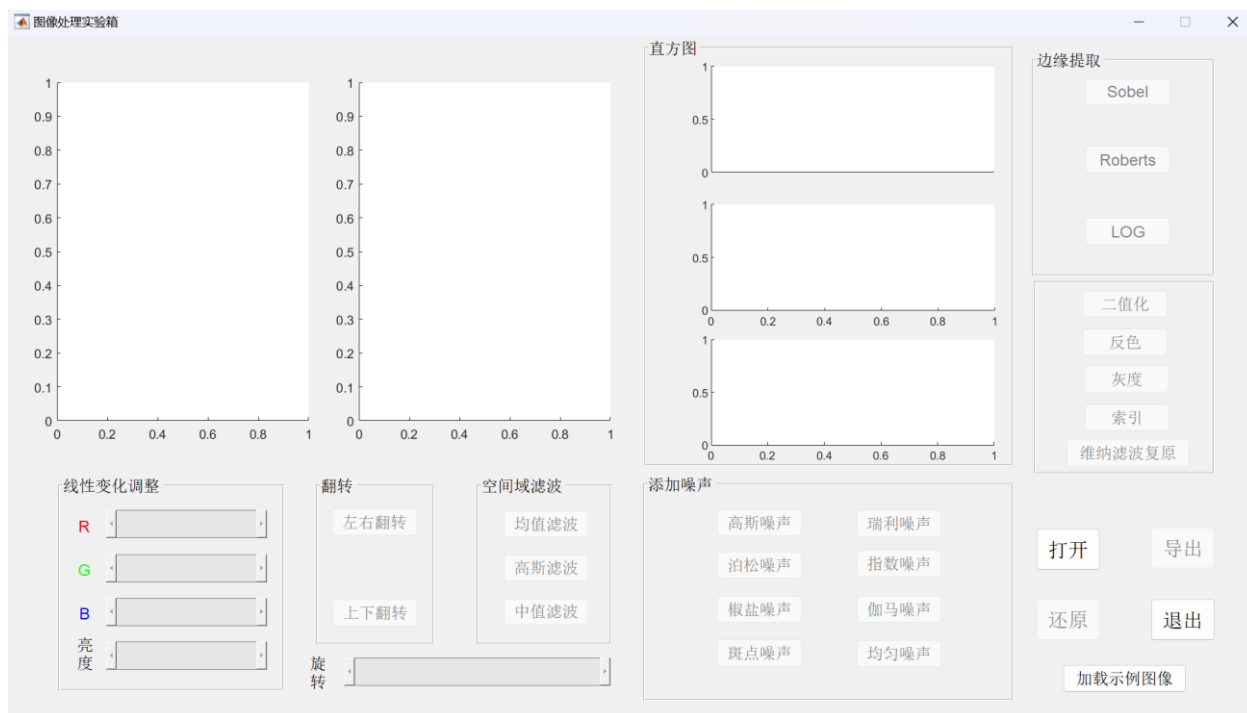 图像处理实验箱
1
0.9
0.8
0.7
0.6
0.5
0.4
0.3
0.2
0.1
0
0 0.2 0.4 0.6 0.8 1
1
0.9
0.8
0.7
0.6
0.5
0.4
0.3
0.2
0.1
0
0 0.2 0.4 0.6 0.8 1
直方图
1
0.5
0
1
0.5
0
0 0.2 0.4 0.6 0.8 1
1
0.5
0
0 0.2 0.4 0.6 0.8 1
边缘提取
Sobel
Roberts
LOG
二值化
反色
灰度
索引
维纳滤波复原
线性变化调整
R
G
B
亮
度
翻转
左右翻转
上下翻转
空间域滤波
均值滤波
高斯滤波
中值滤波
旋
转
添加噪声
高斯噪声 瑞利噪声
泊松噪声 指数噪声
椒盐噪声 伽马噪声
斑点噪声 均匀噪声
打开 导出
还原 退出
加载示例图像